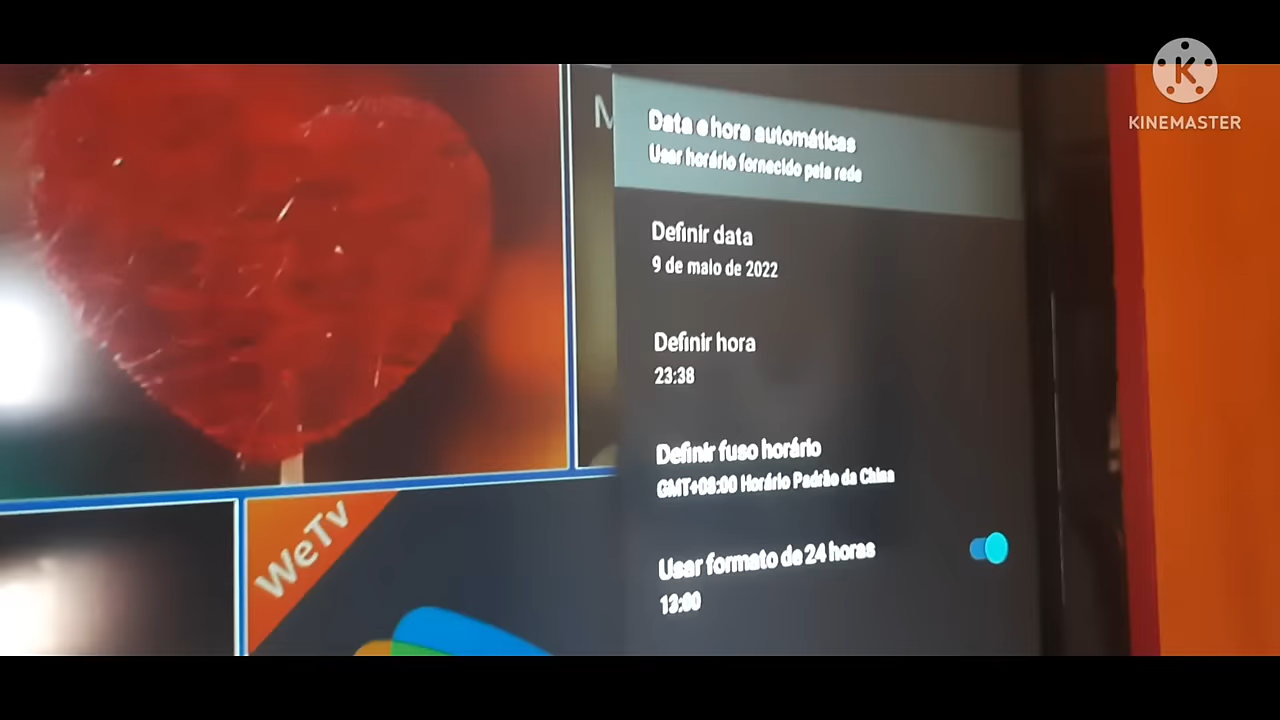 KINEMASTER
M
Data e hora automáticas
Usar horário fornecido pela rede
Definir data
9 de maio de 2022
Definir hora
23:38
Definir fuso horário
GMT+08:00 Horário Padrão da China
Usar formato de 24 horas
13:00
WeTv